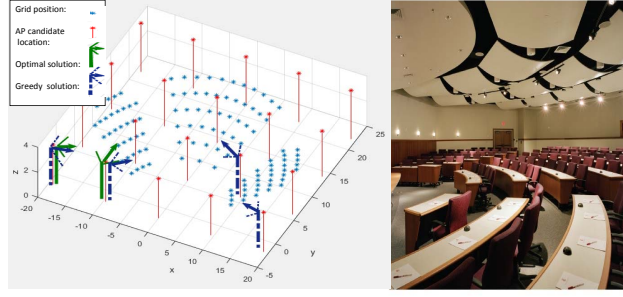 Grid position:
AP candidate
location:
Optimal solution:
Greedy solution:
4
2
0
z
-20
-15
-10
-5
0
5
10
15
20
x
-5
0
5
10
15
20
25
y